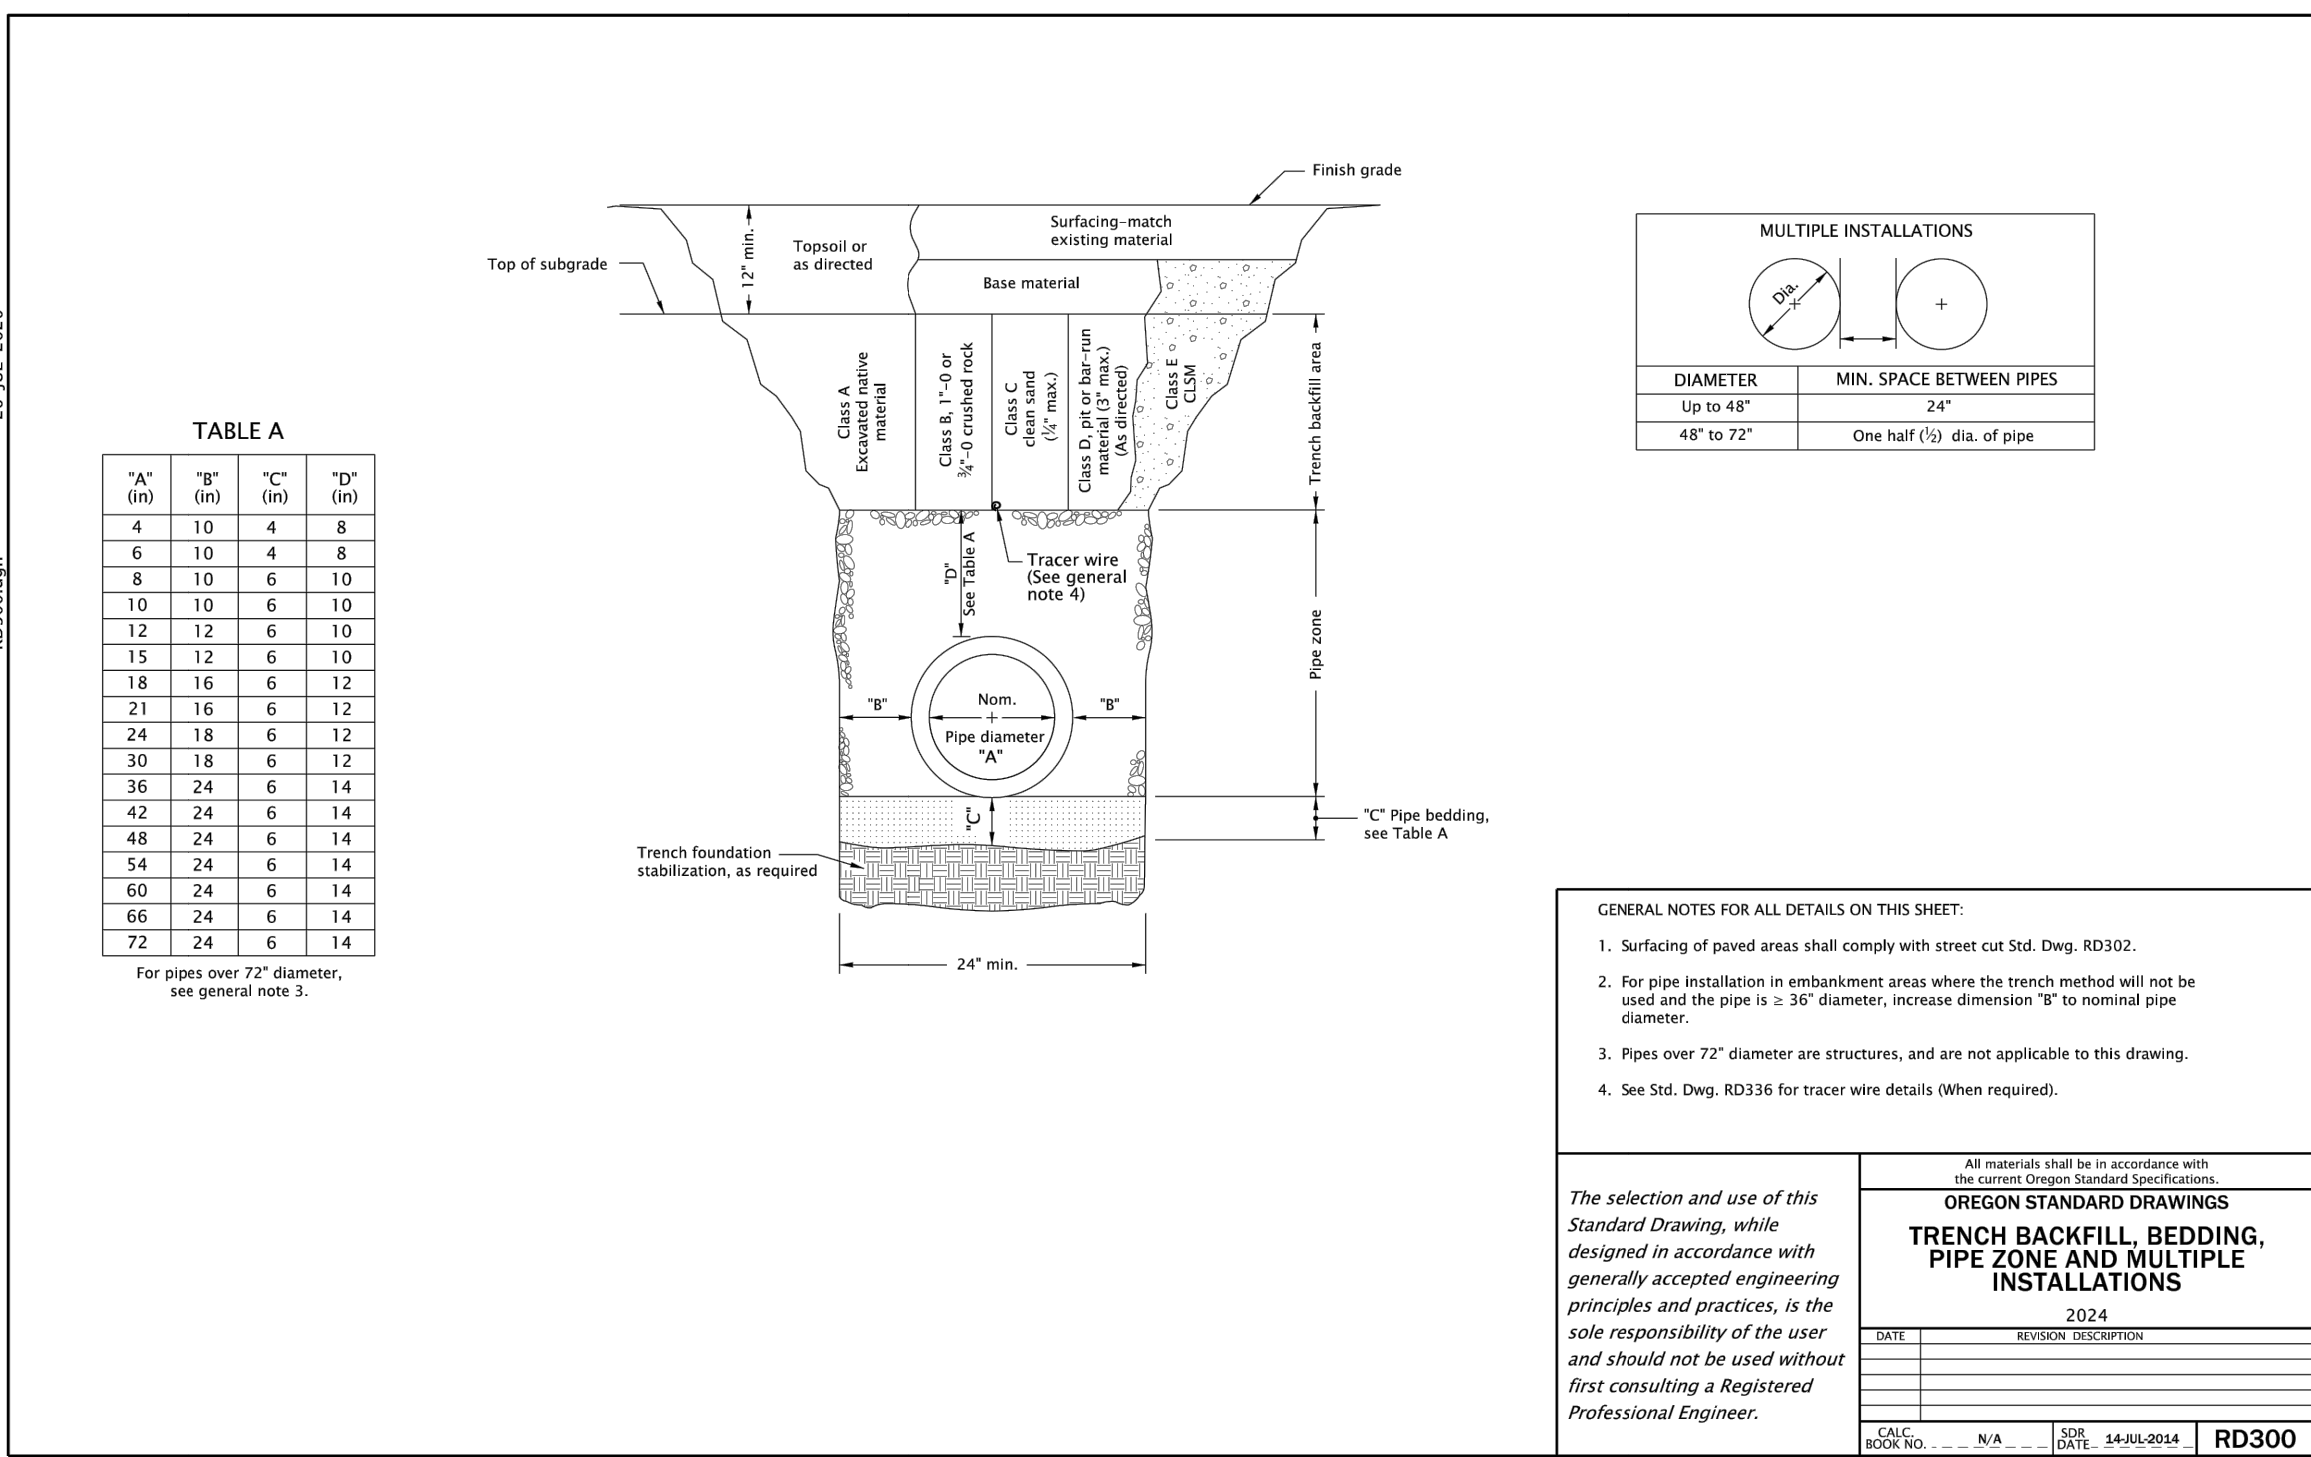 Finish grade
Surfacing-match
existing material
Topsoil or
as directed
12" min.
Top of subgrade
Base material
Class A
Excavated native
material
Class B, 1"-0 or
¾"-0 crushed rock
Class C
clean sand
(¼" max.)
Class D, pit or bar-run
material (3" max.)
(As directed)
Class E
CLSM
Trench backfill area
"D"
See Table A
Tracer wire
(See general
note 4)
Pipe zone
"B"
Nom.
"B"
Pipe diameter
"A"
"C"
"C" Pipe bedding,
see Table A
Trench foundation
stabilization, as required
24" min.
TABLE A
"A" "B" "C" "D"
(in) (in) (in) (in)
4 10 4 8
6 10 4 8
8 10 6 10
10 10 6 10
12 12 6 10
15 12 6 10
18 16 6 12
21 16 6 12
24 18 6 12
30 18 6 12
36 24 6 14
42 24 6 14
48 24 6 14
54 24 6 14
60 24 6 14
66 24 6 14
72 24 6 14
For pipes over 72" diameter,
see general note 3.
MULTIPLE INSTALLATIONS
Dia.
DIAMETER MIN. SPACE BETWEEN PIPES
Up to 48" 24"
48" to 72" One half (½) dia. of pipe
GENERAL NOTES FOR ALL DETAILS ON THIS SHEET:
1. Surfacing of paved areas shall comply with street cut Std. Dwg. RD302.
2. For pipe installation in embankment areas where the trench method will not be
used and the pipe is ≥ 36" diameter, increase dimension "B" to nominal pipe
diameter.
3. Pipes over 72" diameter are structures, and are not applicable to this drawing.
4. See Std. Dwg. RD336 for tracer wire details (When required).
The selection and use of this
Standard Drawing, while
designed in accordance with
generally accepted engineering
principles and practices, is the
sole responsibility of the user
and should not be used without
first consulting a Registered
Professional Engineer.
All materials shall be in accordance with
the current Oregon Standard Specifications.
OREGON STANDARD DRAWINGS
TRENCH BACKFILL, BEDDING,
PIPE ZONE AND MULTIPLE
INSTALLATIONS
2024
DATE REVISION DESCRIPTION
CALC.
BOOK NO. N/A
SDR
DATE 14-JUL-2014
RD300